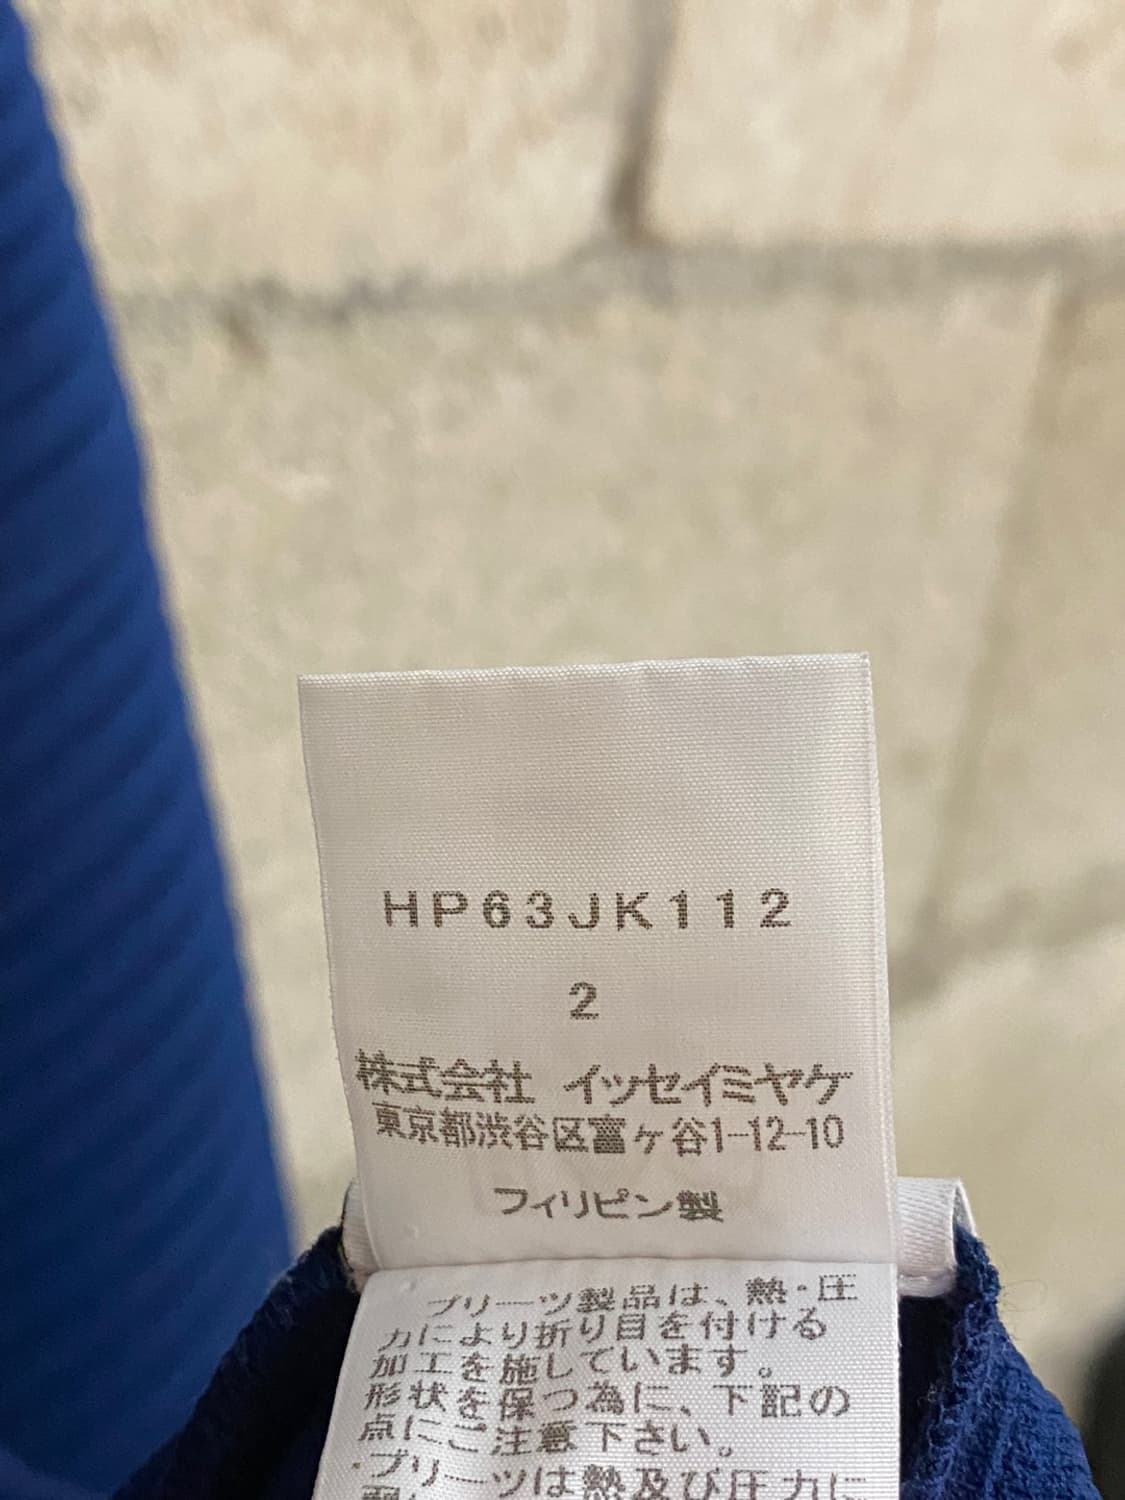 HP63JK112
2
株式会社 イッセイミヤケ
東京都渋谷区富ヶ谷1-12-10
フィリピン製
プリーツ製品は、熱・圧
力により折り目を付ける
加工を施しています。
形状を保つ為に、下記の
点にご注意下さい。
・プリーツは熱及び圧力に